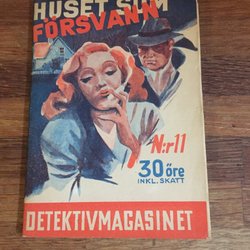 HUSET SOM
FÖRSVANN
N:r 11
30 öre
INKL. SKATT
DETEKTIVMAGASINET